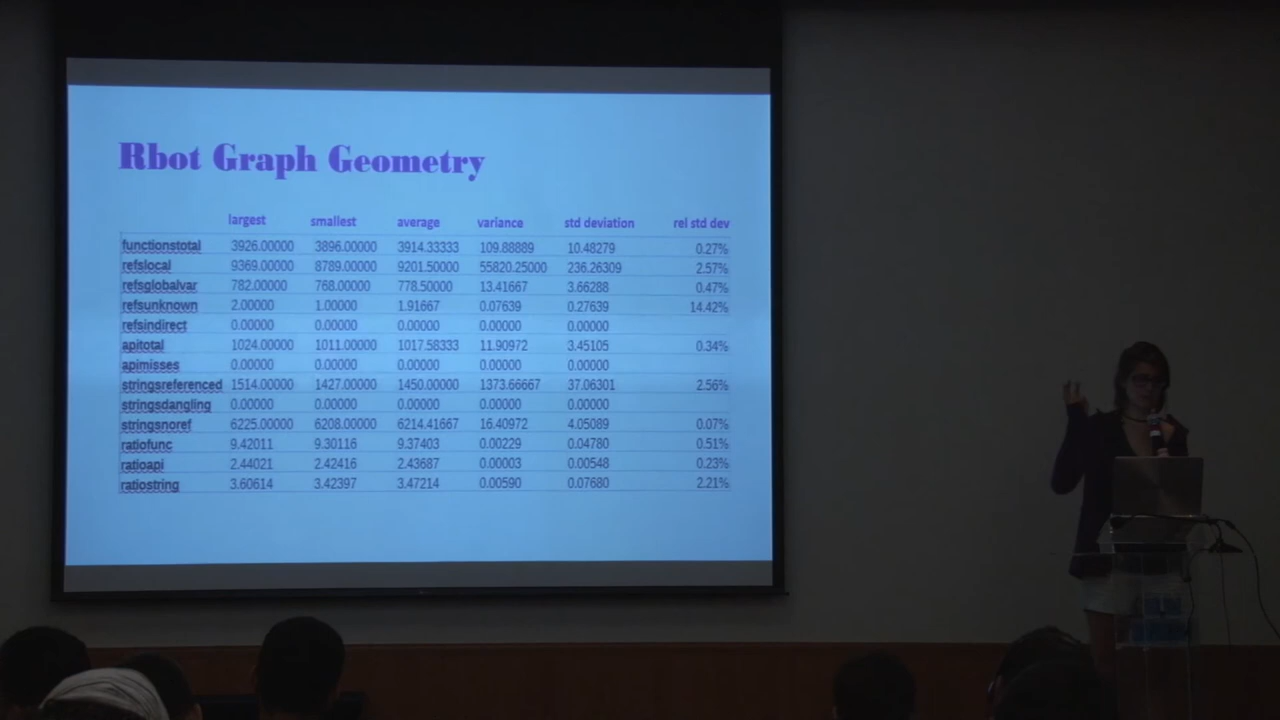 Rbot Graph Geometry
largest smallest average variance std deviation rel std dev
functionstotal 3926.00000 3896.00000 3914.33333 109.88889 10.48279 0.27%
refslocal 9369.00000 8789.00000 9201.50000 55820.25000 236.26309 2.57%
refsglobalvar 782.00000 768.00000 778.50000 13.41667 3.66288 0.47%
refsunknown 2.00000 1.00000 1.91667 0.07639 0.27639 14.42%
refsindirect 0.00000 0.00000 0.00000 0.00000 0.00000
apitotal 1024.00000 1011.00000 1017.58333 11.90972 3.45105 0.34%
apimisses 0.00000 0.00000 0.00000 0.00000 0.00000
stringsreferenced 1514.00000 1427.00000 1450.00000 1373.66667 37.06301 2.56%
stringsdangling 0.00000 0.00000 0.00000 0.00000 0.00000
stringsnoref 6225.00000 6208.00000 6214.41667 16.40972 4.05089 0.07%
ratiofunc 9.42011 9.30116 9.37403 0.00229 0.04780 0.51%
ratioapi 2.44021 2.42416 2.43687 0.00003 0.00548 0.23%
ratiostring 3.60614 3.42397 3.47214 0.00590 0.07680 2.21%